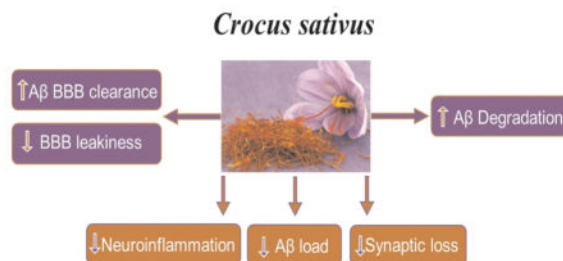 Crocus sativus
⇑Aβ BBB clearance
⇓ BBB leakiness
⇑ Aβ Degradation
⇓Neuroinflammation
⇓ Aβ load
⇓Synaptic loss